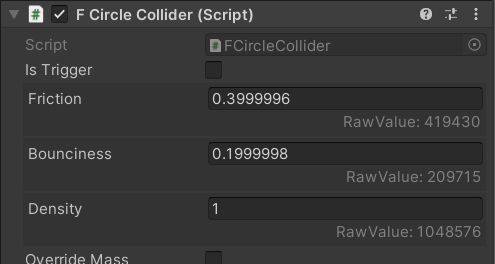 F Circle Collider (Script)
Script FCircleCollider
Is Trigger
Friction 0.3999996
RawValue: 419430
Bounciness 0.1999998
RawValue: 209715
Density 1
RawValue: 1048576
Override Mass